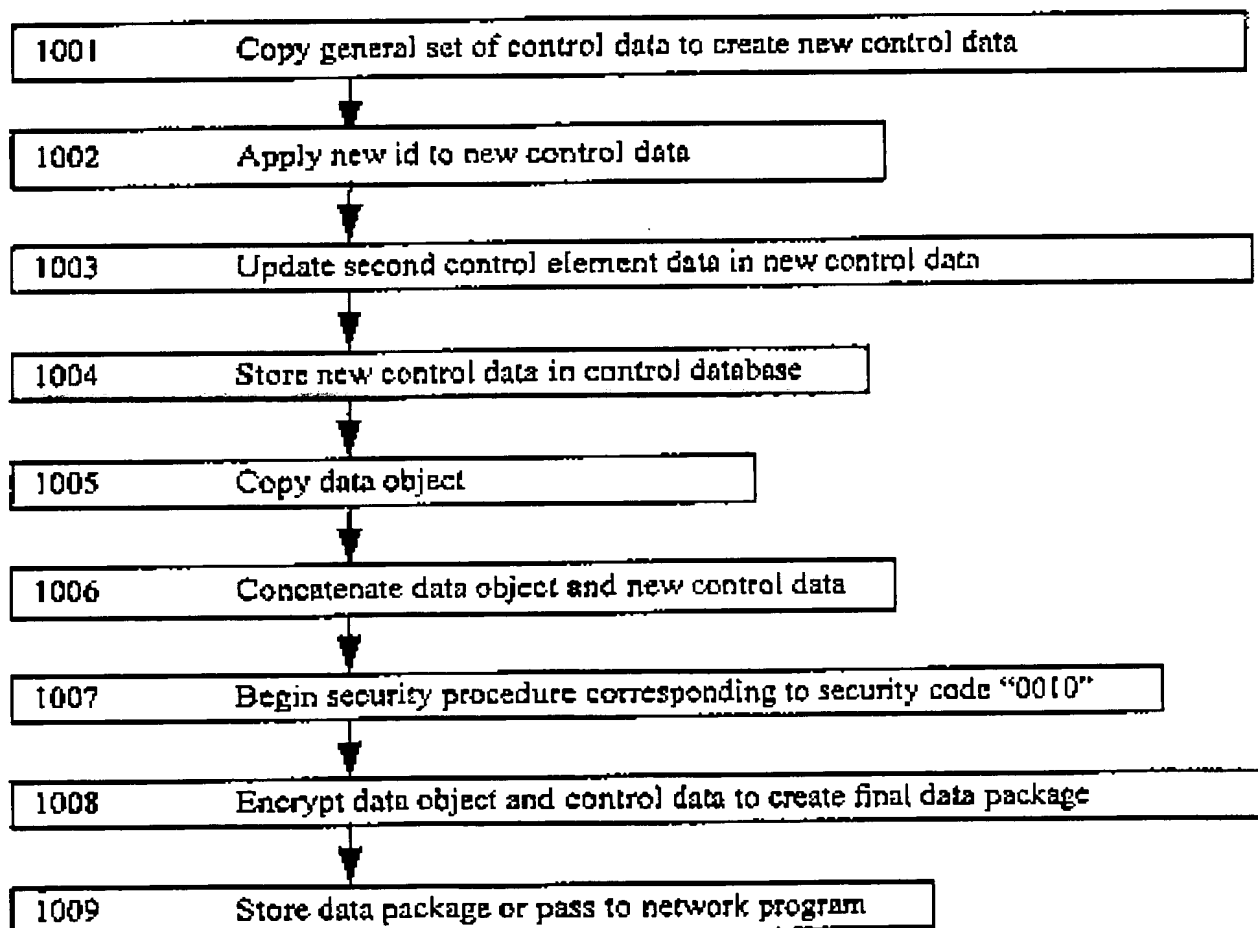 1001 Copy general set of control data to create new control data
1002 Apply new id to new control data
1003 Update second control element data in new control data
1004 Store new control data in control database
1005 Copy data object
1006 Concatenate data object and new control data
1007 Begin security procedure corresponding to security code “0010”
1008 Encrypt data object and control data to create final data package
1009 Store data package or pass to network program